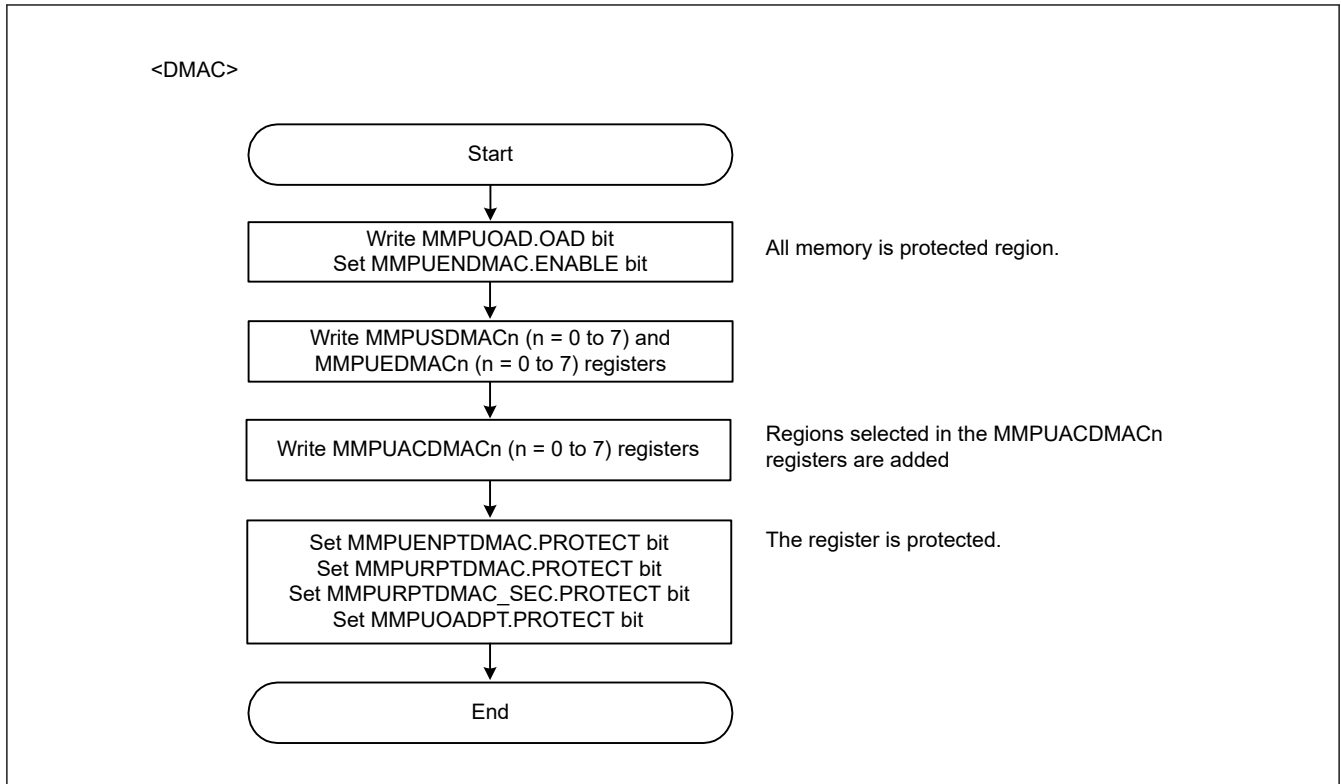 <DMAC>
Start
Write MMPUOAD.OAD bit
Set MMPUENDMAC.ENABLE bit
All memory is protected region.
Write MMPUSDMACn (n = 0 to 7) and
MMPUEDMACn (n = 0 to 7) registers
Write MMPUACDMACn (n = 0 to 7) registers
Regions selected in the MMPUACDMACn
registers are added
Set MMPUENPTDMAC.PROTECT bit
Set MMPURPTDMAC.PROTECT bit
Set MMPURPTDMAC_SEC.PROTECT bit
Set MMPUOADPT.PROTECT bit
The register is protected.
End